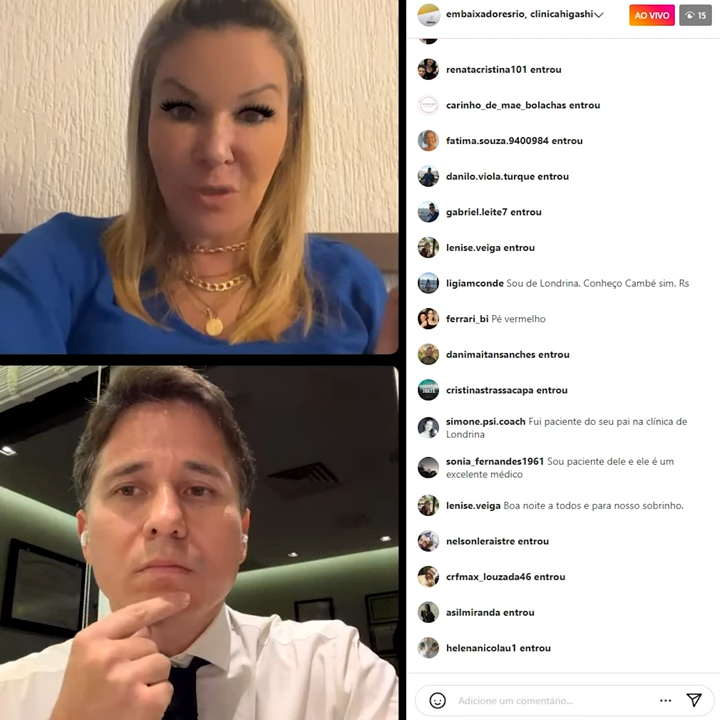 embaixadoresrio, clinicahigashi
AO VIVO
15
renatacristina101 entrou
carinho_de_mae_bolachas entrou
fatima.souza.9400984 entrou
danilo.viola.turque entrou
gabriel.leite7 entrou
lenise.veiga entrou
ligiamconde Sou de Londrina. Conheço Cambé sim. Rs
ferrari_bi Pé vermelho
danimaitansanches entrou
cristinastrassacapa entrou
simone.psi.coach Fui paciente do seu pai na clínica de
Londrina
sonia_fernandes1961 Sou paciente dele e ele é um
excelente médico
lenise.veiga Boa noite a todos e para nosso sobrinho.
nelsonleraistre entrou
crfmax_louzada46 entrou
asilmiranda entrou
helenanicolau1 entrou
Adicione um comentário...